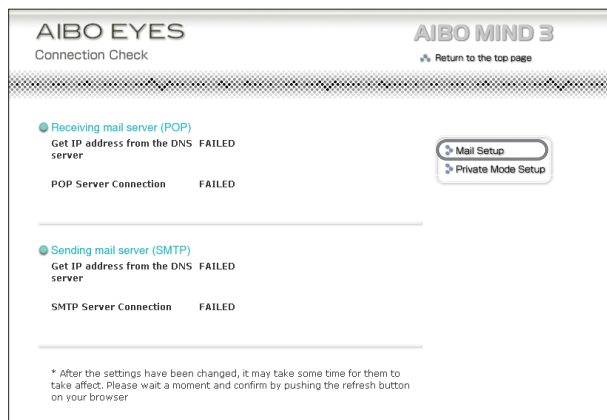 AIBO EYES
AIBO MIND 3
Connection Check
Return to the top page
Receiving mail server (POP)
Get IP address from the DNS FAILED
server
POP Server Connection FAILED
Mail Setup
Private Mode Setup
Sending mail server (SMTP)
Get IP address from the DNS FAILED
server
SMTP Server Connection FAILED
* After the settings have been changed, it may take some time for them to
take affect. Please wait a moment and confirm by pushing the refresh button
on your browser